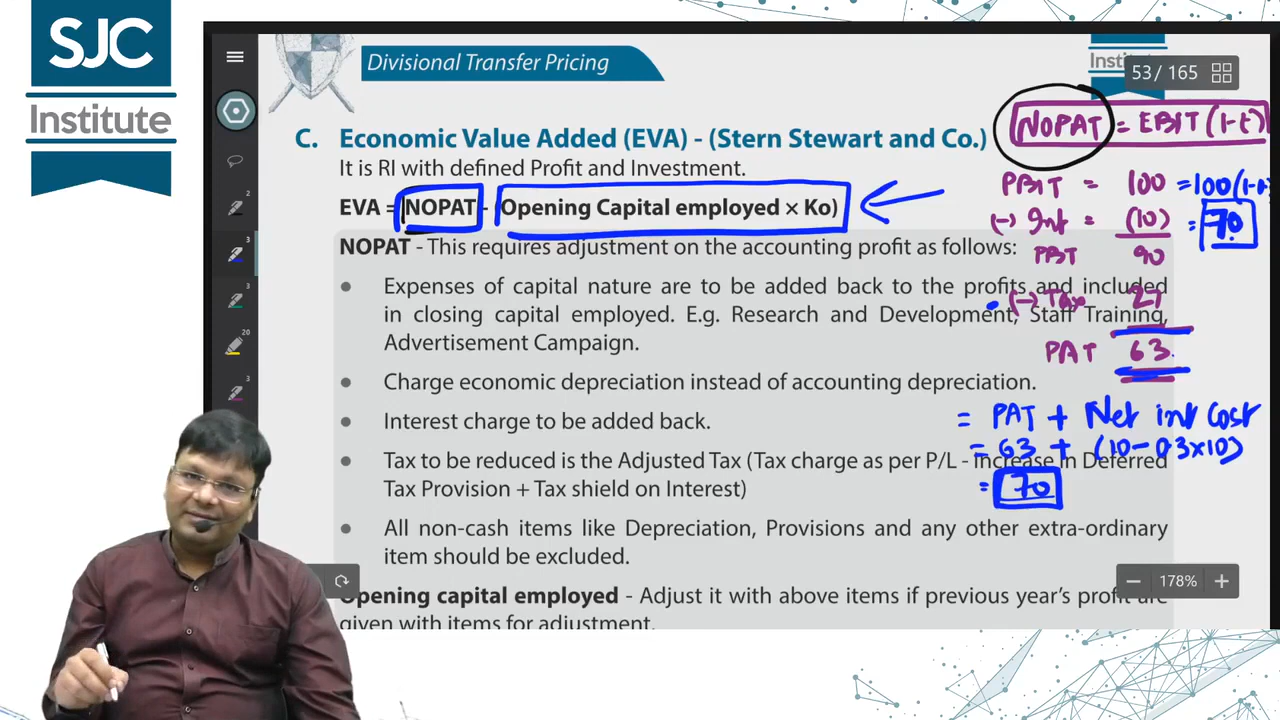 SJC
Institute
Divisional Transfer Pricing
Institute
53/165
C. Economic Value Added (EVA) - (Stern Stewart and Co.)
NOPAT = EBIT (1-t)
It is RI with defined Profit and Investment.
EVA = NOPAT - (Opening Capital employed × Ko)
PBIT = 100 = 100(1-t)
(-) Int = (10) = 70
PBT 90
(-) Tax 27
PAT 63
NOPAT - This requires adjustment on the accounting profit as follows:
● Expenses of capital nature are to be added back to the profits and included
in closing capital employed. E.g. Research and Development, Staff Training,
Advertisement Campaign.
● Charge economic depreciation instead of accounting depreciation.
= PAT + Net int cost
● Interest charge to be added back.
= 63 + (10 - 0.3×10)
● Tax to be reduced is the Adjusted Tax (Tax charge as per P/L - increase in Deferred
Tax Provision + Tax shield on Interest)
= 70
● All non-cash items like Depreciation, Provisions and any other extra-ordinary
item should be excluded.
178%
Opening capital employed - Adjust it with above items if previous year's profit are
given with items for adjustment.
2
3
3
20
3